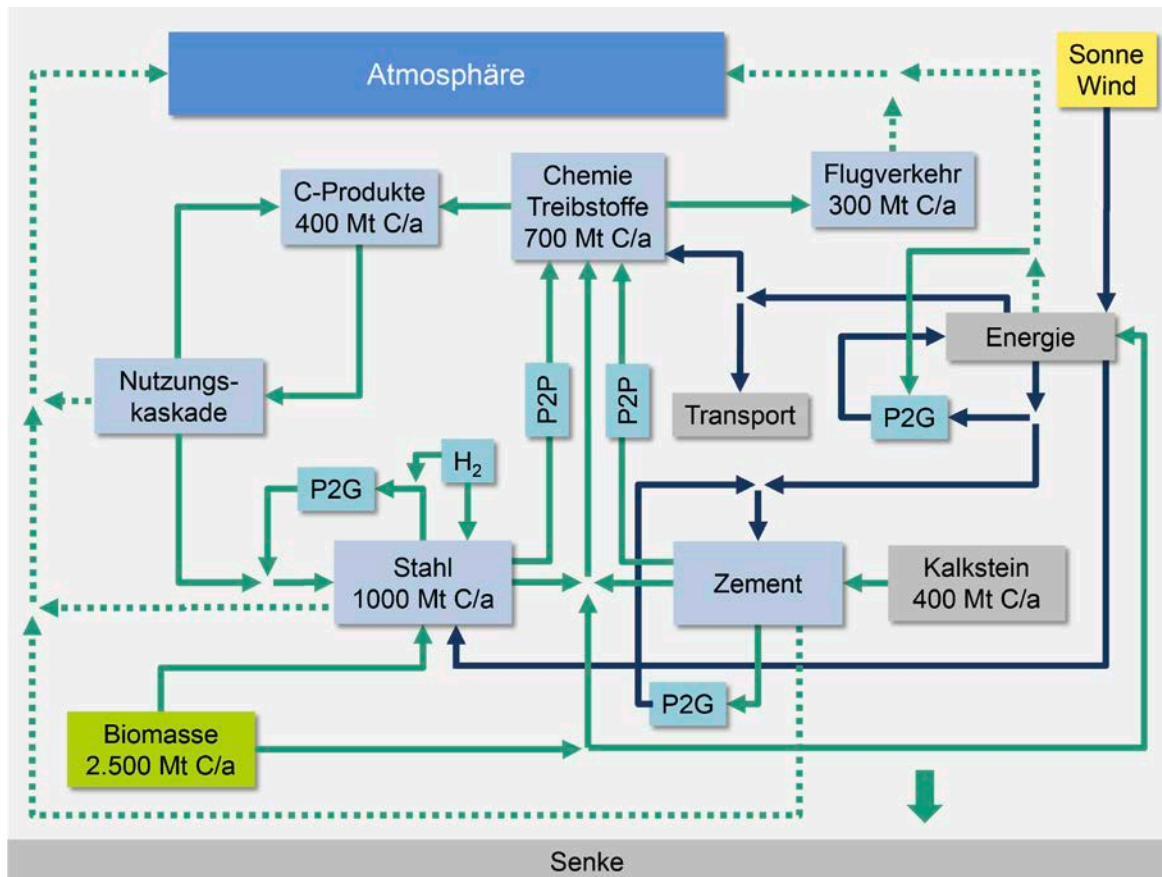 Atmosphäre
Sonne
Wind
C-Produkte
400 Mt C/a
Chemie
Treibstoffe
700 Mt C/a
Flugverkehr
300 Mt C/a
Energie
Nutzungs-
kaskade
P2P
P2P
Transport
P2G
H₂
P2G
Stahl
1000 Mt C/a
Zement
Kalkstein
400 Mt C/a
P2G
Biomasse
2.500 Mt C/a
Senke